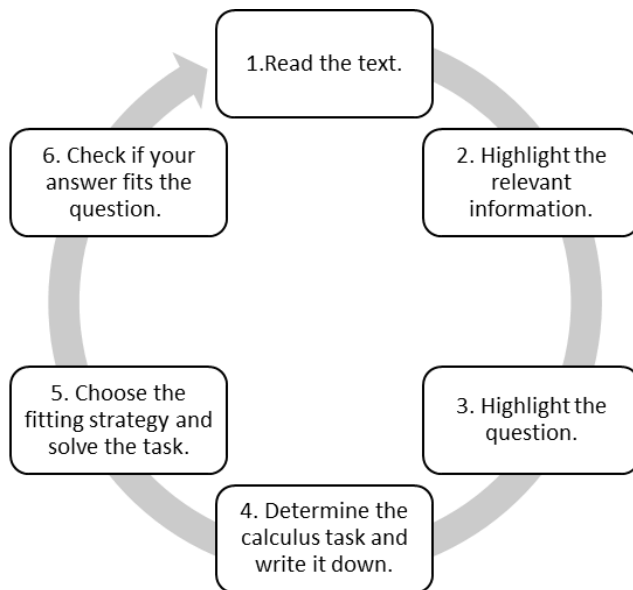 1.Read the text.
2. Highlight the
relevant
information.
3. Highlight the
question.
4. Determine the
calculus task and
write it down.
5. Choose the
fitting strategy and
solve the task.
6. Check if your
answer fits the
question.